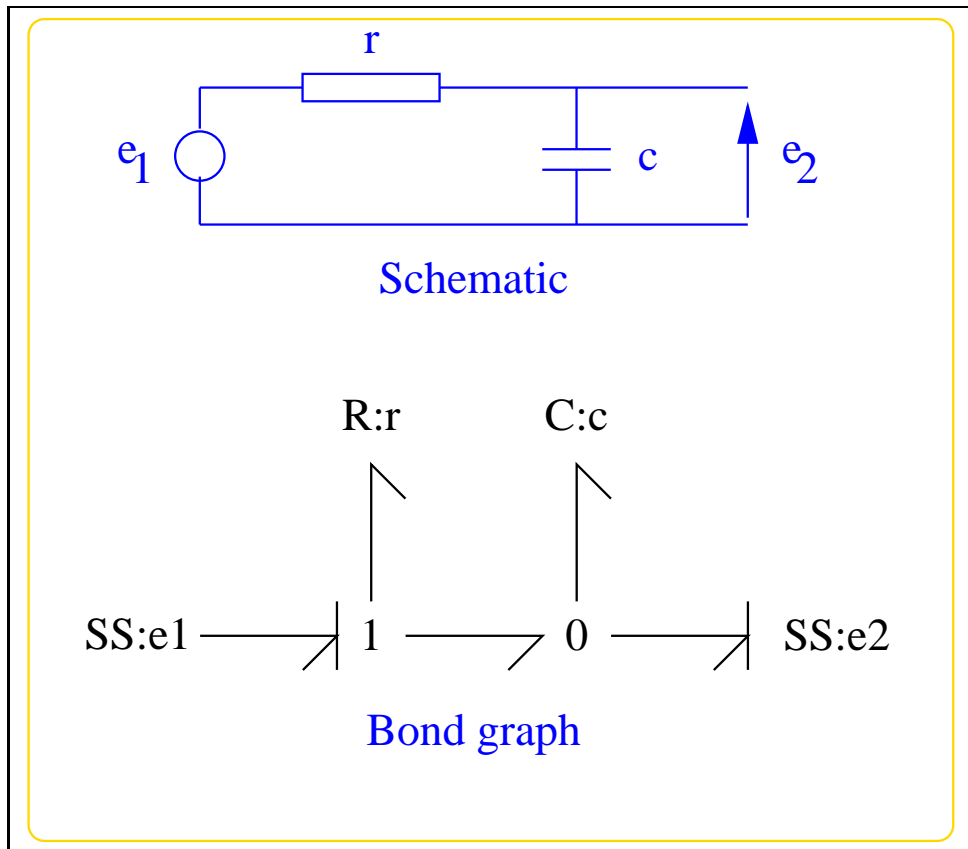 r
e1 c e2
Schematic
R:r C:c
SS:e1 1 0 SS:e2
Bond graph